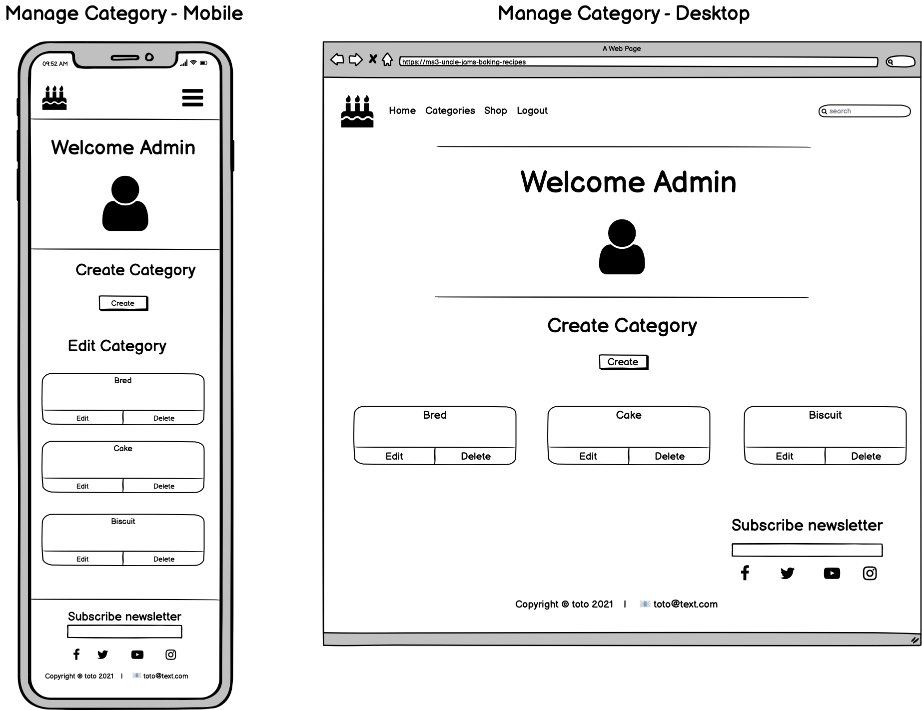 Manage Category - Mobile
09:52 AM
Welcome Admin
Create Category
Create
Edit Category
Bred
Edit Delete
Cake
Edit Delete
Biscuit
Edit Delete
Subscribe newsletter
Copyright © toto 2021 | toto@text.com
Manage Category - Desktop
A Web Page
https://ms3-uncle-jams-baking-recipes
Home Categories Shop Logout
search
Welcome Admin
Create Category
Create
Bred Cake Biscuit
Edit Delete Edit Delete Edit Delete
Subscribe newsletter
Copyright © toto 2021 | toto@text.com